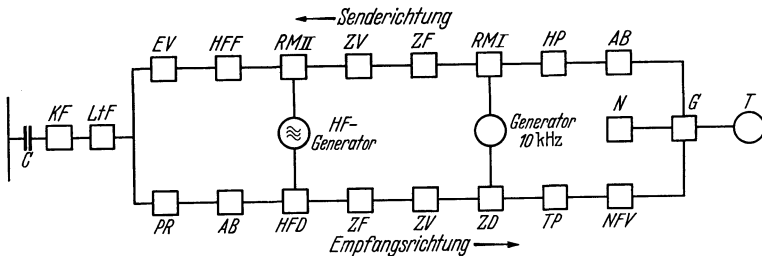 Senderichtung
EV HFF RMII ZV ZF RMI HP AB
KF LtF C
HF-
Generator
Generator
10 kHz
N G T
PR AB HFD ZF ZV ZD TP NFV
Empfangsrichtung